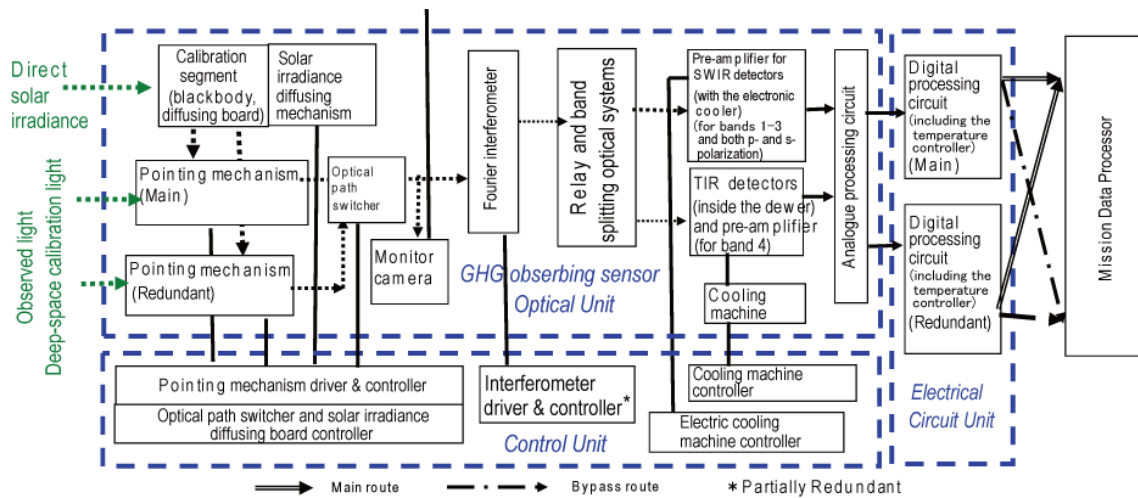 Direct
solar
irradiance
Observed light
Deep-space calibration light
Calibration
segment
(blackbody,
diffusing board)
Solar
irradiance
diffusing
mechanism
Pointing mechanism
(Main)
Pointing mechanism
(Redundant)
Optical
path
switcher
Monitor
camera
Fourier interferometer
Relay and band
splitting optical systems
Pre-amplifier for
SWIR detectors
(with the electronic
cooler)
(for bands 1-3
and both p- and s-
polarization)
TIR detectors
(inside the dewer)
and pre-amplifier
(for band 4)
Cooling
machine
Analogue processing circuit
GHG obserbing sensor
Optical Unit
Digital
processing
circuit
(including the
temperature
controller)
(Main)
Digital
processing
circuit
(including the
temperature
controller)
(Redundant)
Electrical
Circuit Unit
Mission Data Processor
Pointing mechanism driver & controller
Optical path switcher and solar irradiance
diffusing board controller
Interferometer
driver & controller*
Cooling machine
controller
Electric cooling
machine controller
Control Unit
Main route
Bypass route
*Partially Redundant